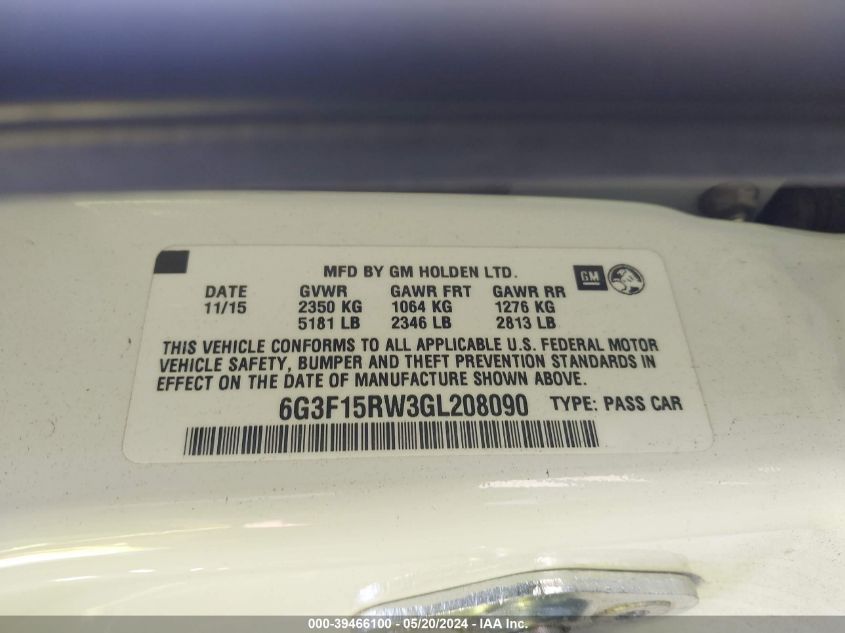 MFD BY GM HOLDEN LTD.
GM
DATE GVWR GAWR FRT GAWR RR
11/15 2350 KG 1064 KG 1276 KG
5181 LB 2346 LB 2813 LB
THIS VEHICLE CONFORMS TO ALL APPLICABLE U.S. FEDERAL MOTOR
VEHICLE SAFETY, BUMPER AND THEFT PREVENTION STANDARDS IN
EFFECT ON THE DATE OF MANUFACTURE SHOWN ABOVE.
6G3F15RW3GL208090 TYPE: PASS CAR
000-39466100 - 05/20/2024 - IAA Inc.